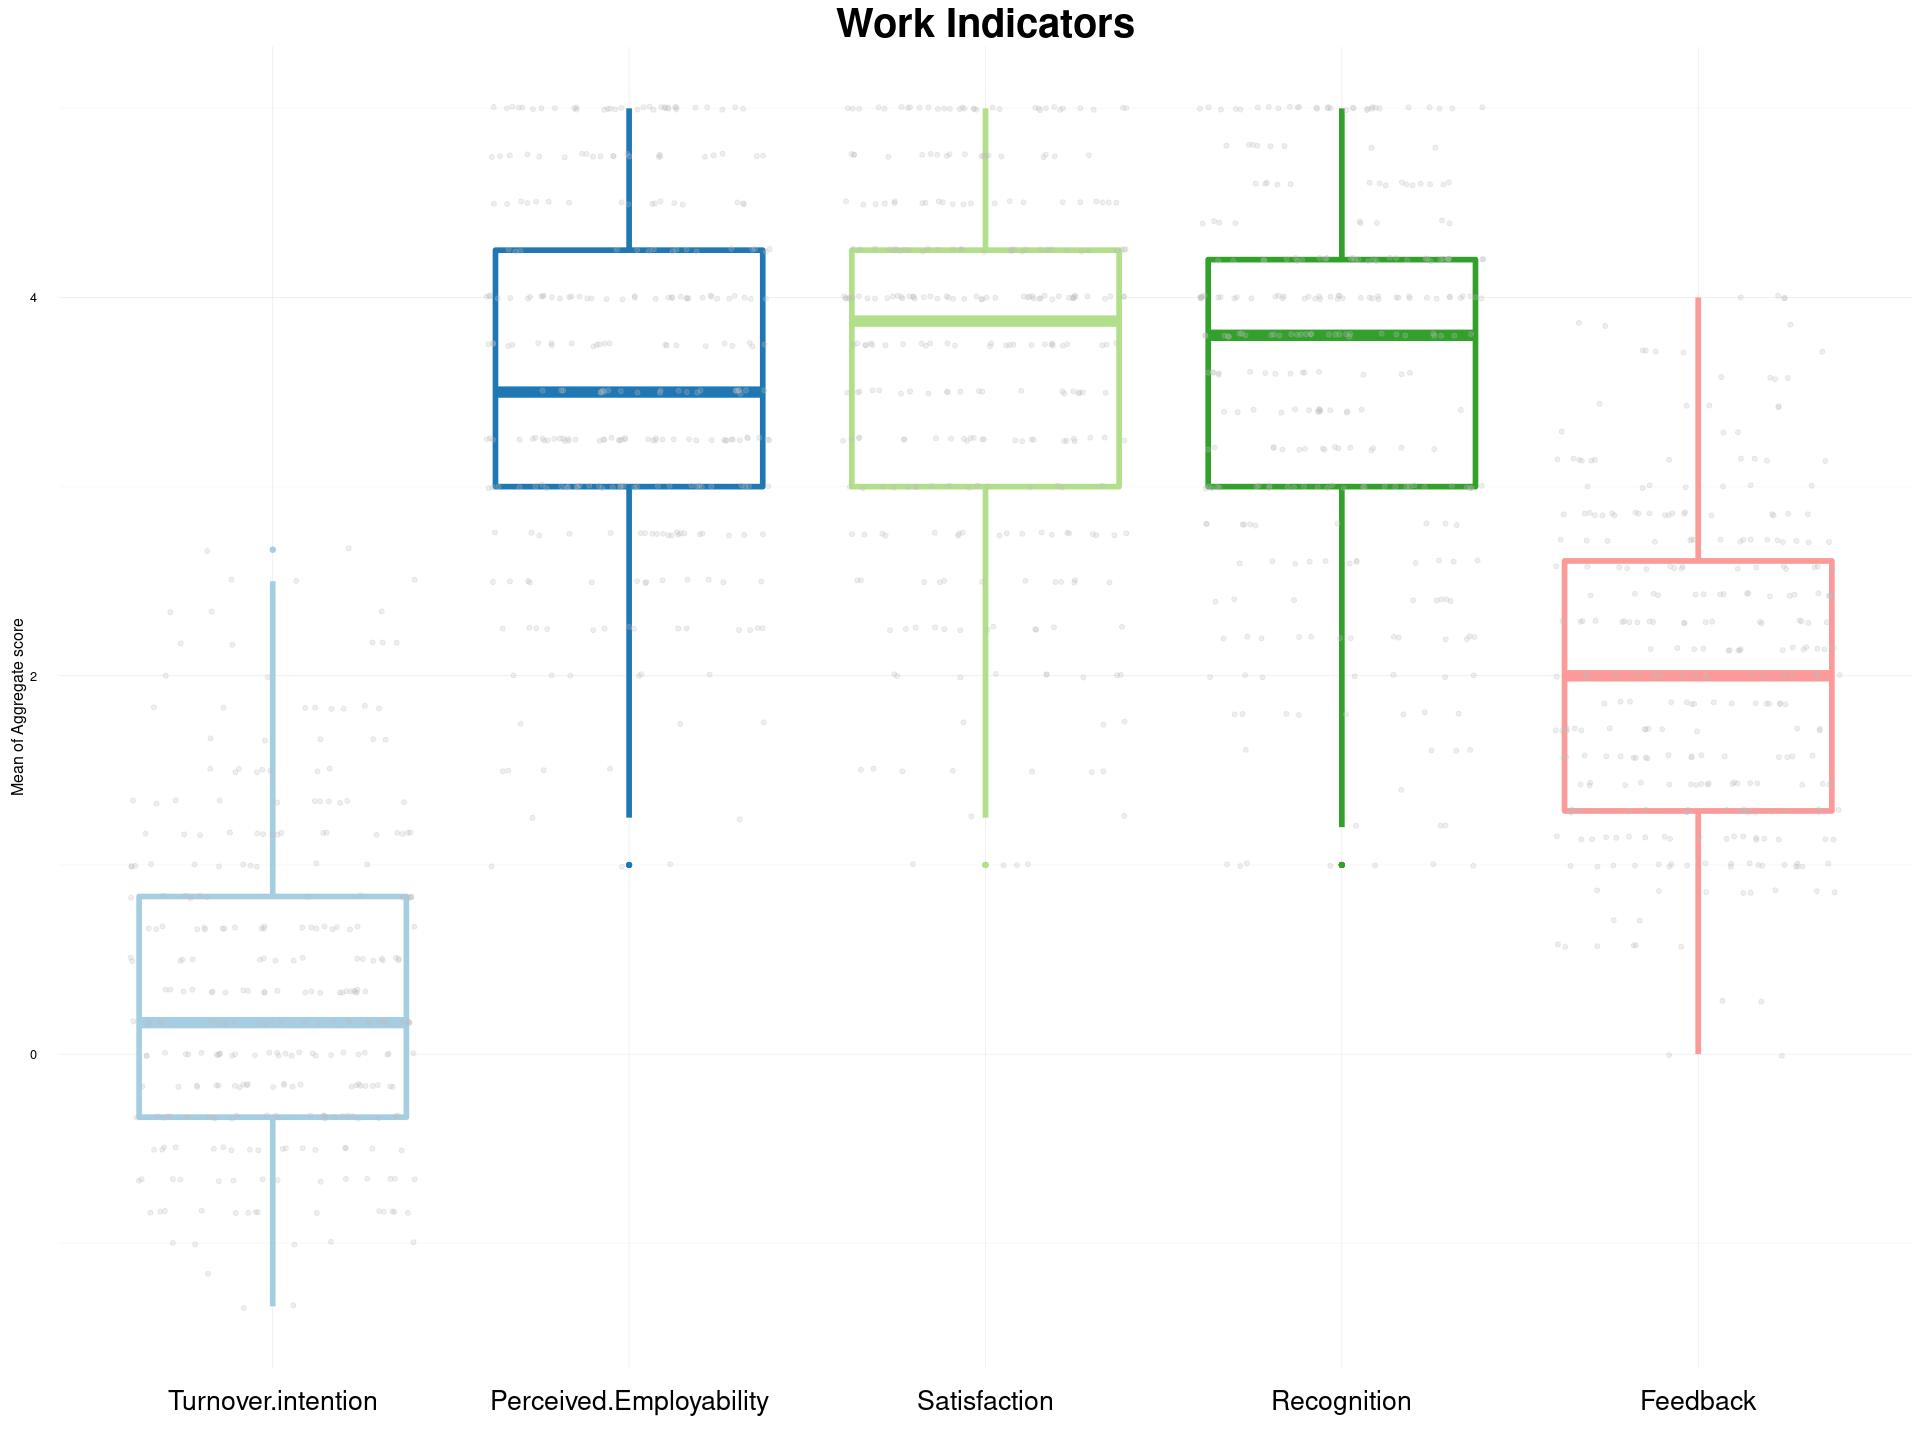 Work Indicators
Mean of Aggregate score
4
2
0
Turnover.intention
Perceived.Employability
Satisfaction
Recognition
Feedback